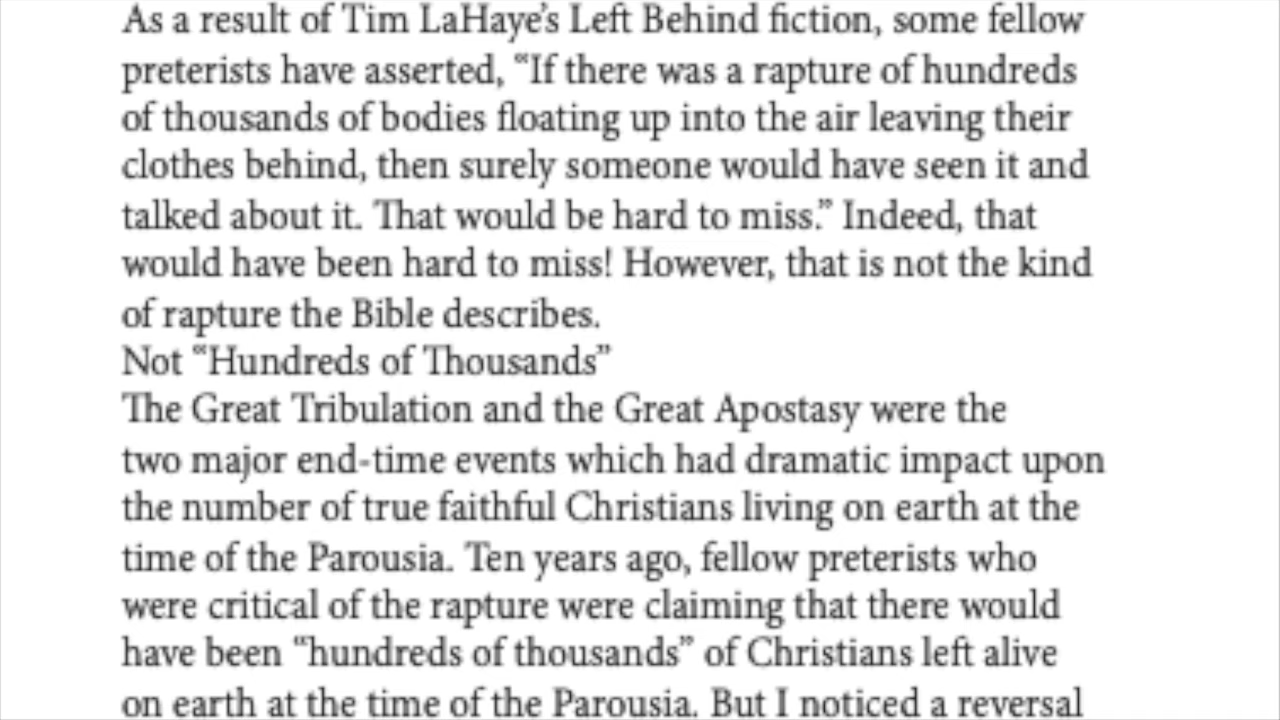 As a result of Tim LaHaye’s Left Behind fiction, some fellow
preterists have asserted, “If there was a rapture of hundreds
of thousands of bodies floating up into the air leaving their
clothes behind, then surely someone would have seen it and
talked about it. That would be hard to miss.” Indeed, that
would have been hard to miss! However, that is not the kind
of rapture the Bible describes.
Not “Hundreds of Thousands”
The Great Tribulation and the Great Apostasy were the
two major end-time events which had dramatic impact upon
the number of true faithful Christians living on earth at the
time of the Parousia. Ten years ago, fellow preterists who
were critical of the rapture were claiming that there would
have been “hundreds of thousands” of Christians left alive
on earth at the time of the Parousia. But I noticed a reversal